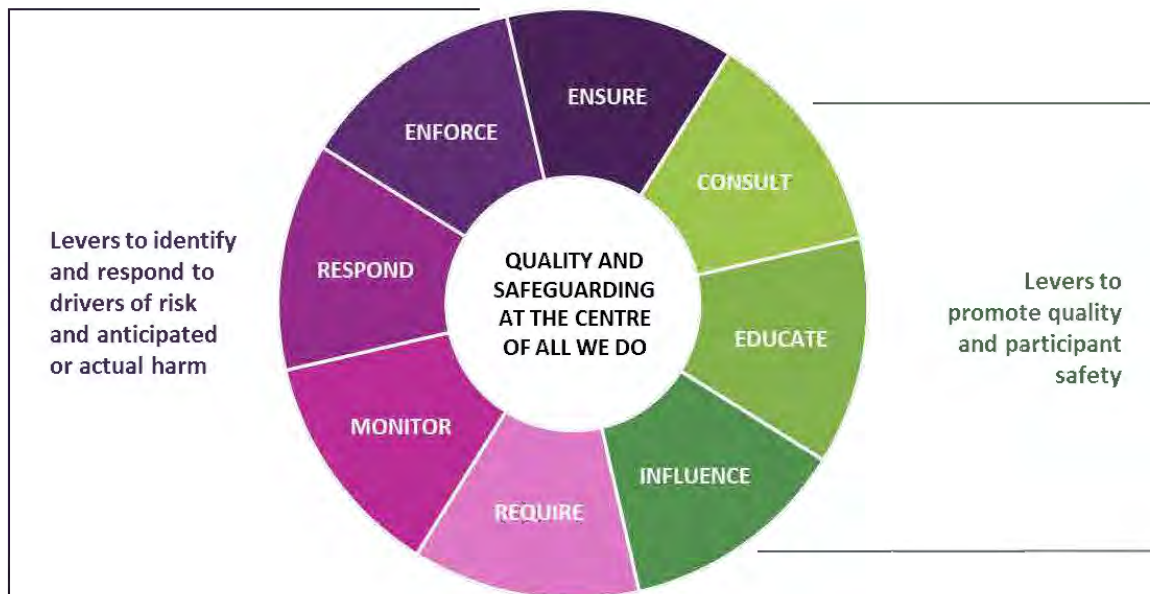 ENSURE
CONSULT
EDUCATE
INFLUENCE
REQUIRE
MONITOR
RESPOND
ENFORCE
QUALITY AND
SAFEGUARDING
AT THE CENTRE
OF ALL WE DO
Levers to identify
and respond to
drivers of risk
and anticipated
or actual harm
Levers to
promote quality
and participant
safety